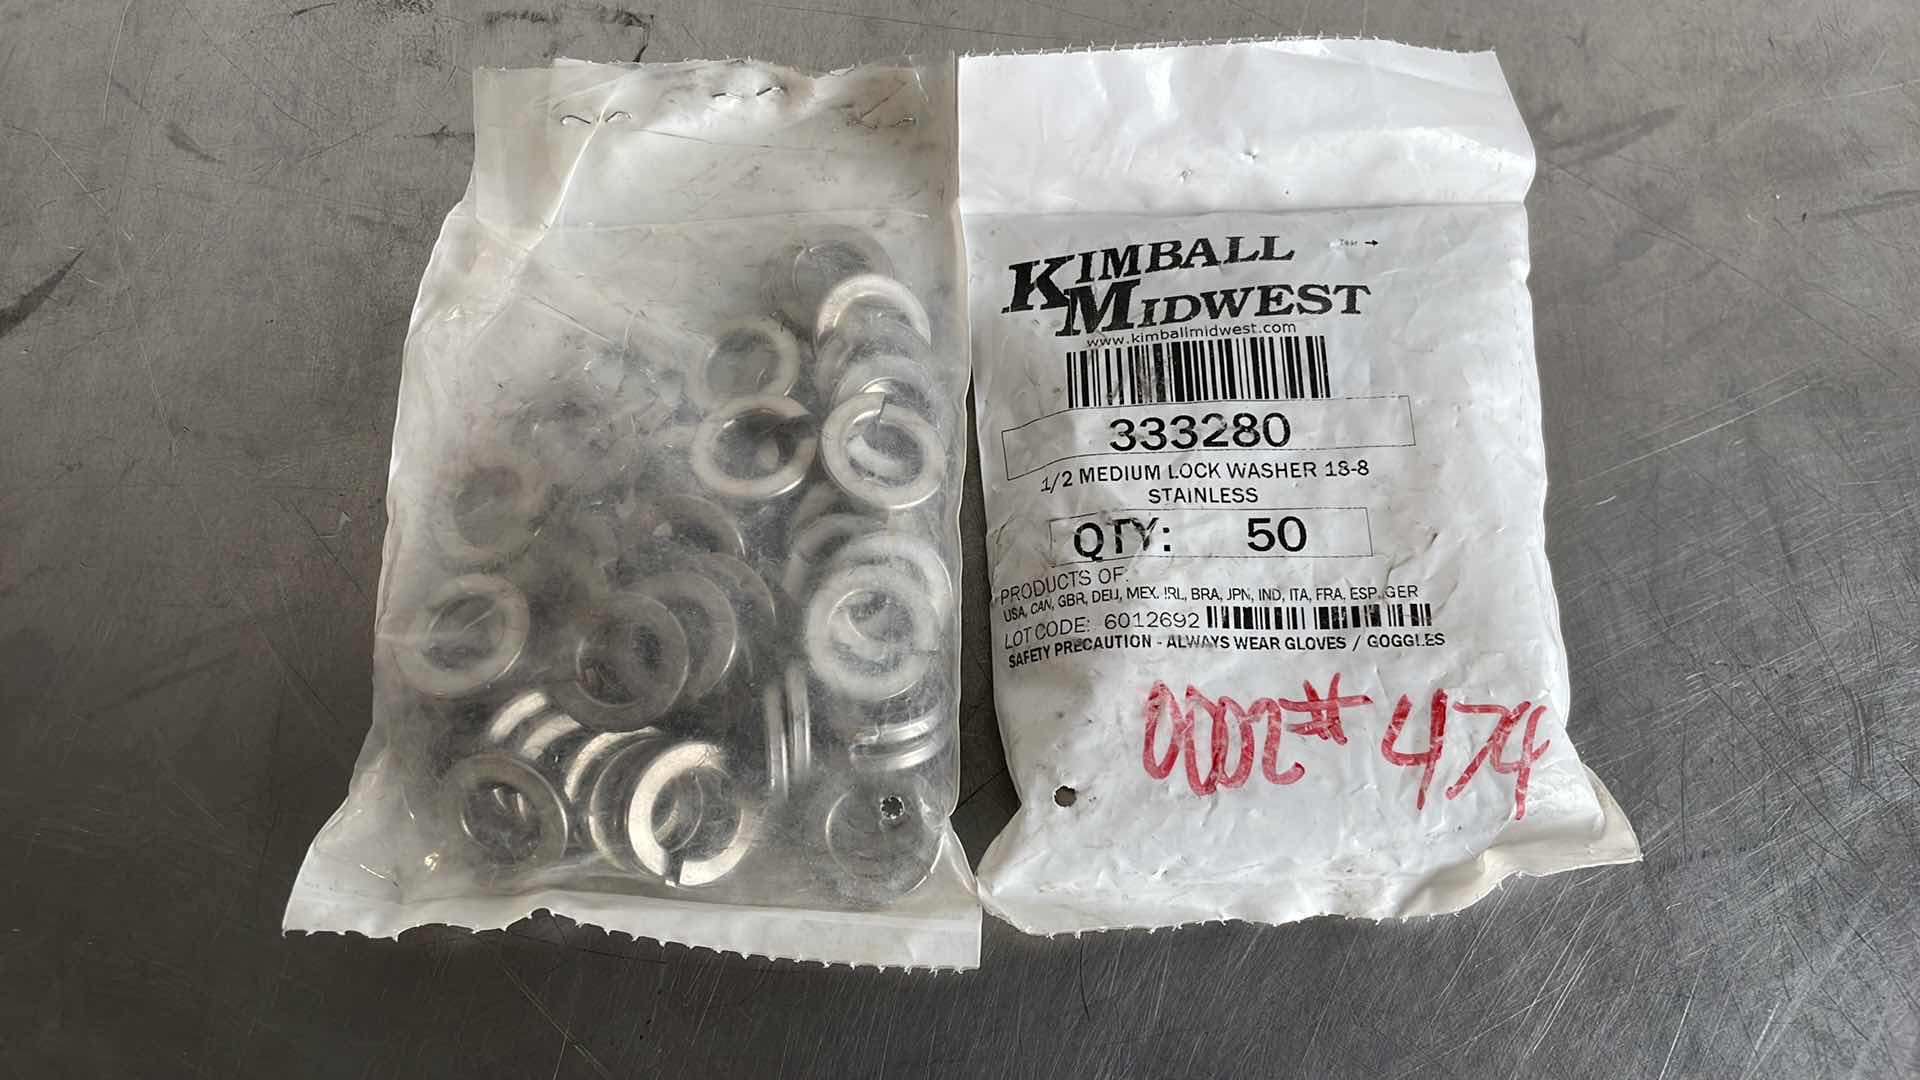 KIMBALL
MIDWEST
Tear →
www.kimballmidwest.com
333280
1/2 MEDIUM LOCK WASHER 18-8
STAINLESS
QTY: 50
PRODUCTS OF:
USA, CAN, GBR, DEU, MEX, IRL, BRA, JPN, IND, ITA, FRA, ESP, GER
LOT CODE: 6012692
SAFETY PRECAUTION - ALWAYS WEAR GLOVES / GOGGLES
#474